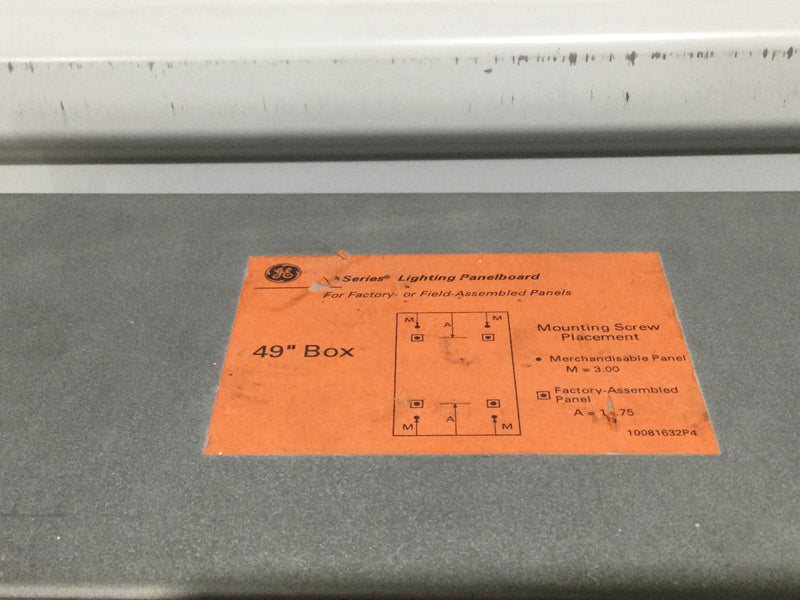 GE
Series® Lighting Panelboard
For Factory- or Field-Assembled Panels
49" Box
M
A
M
M
A
M
Mounting Screw
Placement
Merchandisable Panel
M = 3.00
Factory-Assembled
Panel
A =
10081632P4